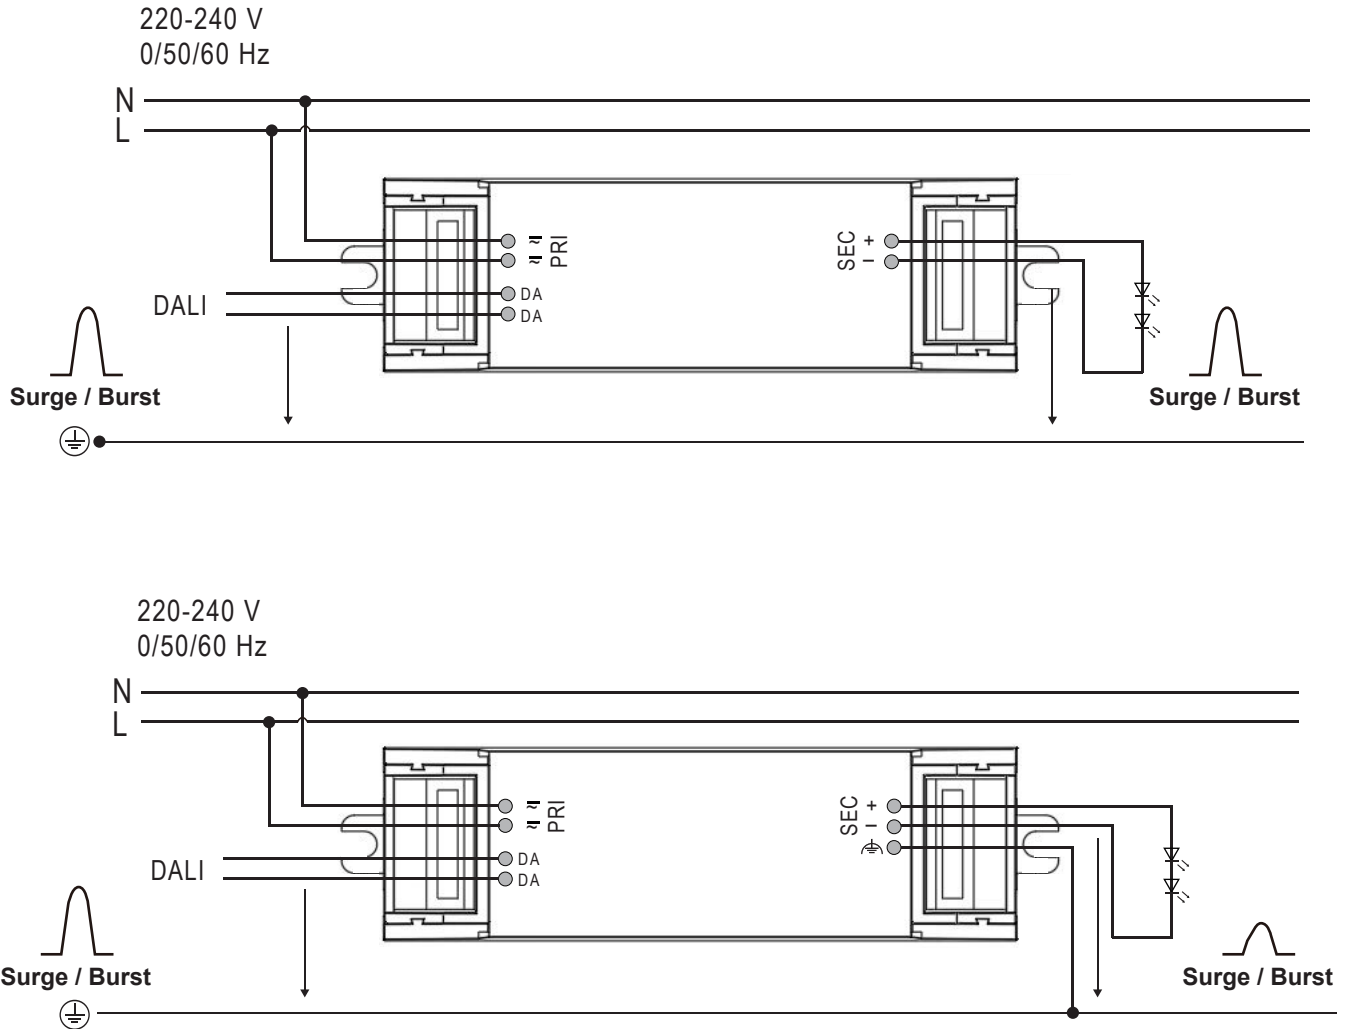 220-240 V
0/50/60 Hz
N
L
PRI
SEC + −
DALI
DA
DA
Surge / Burst
Surge / Burst
220-240 V
0/50/60 Hz
N
L
PRI
SEC + −
DALI
DA
DA
Surge / Burst
Surge / Burst